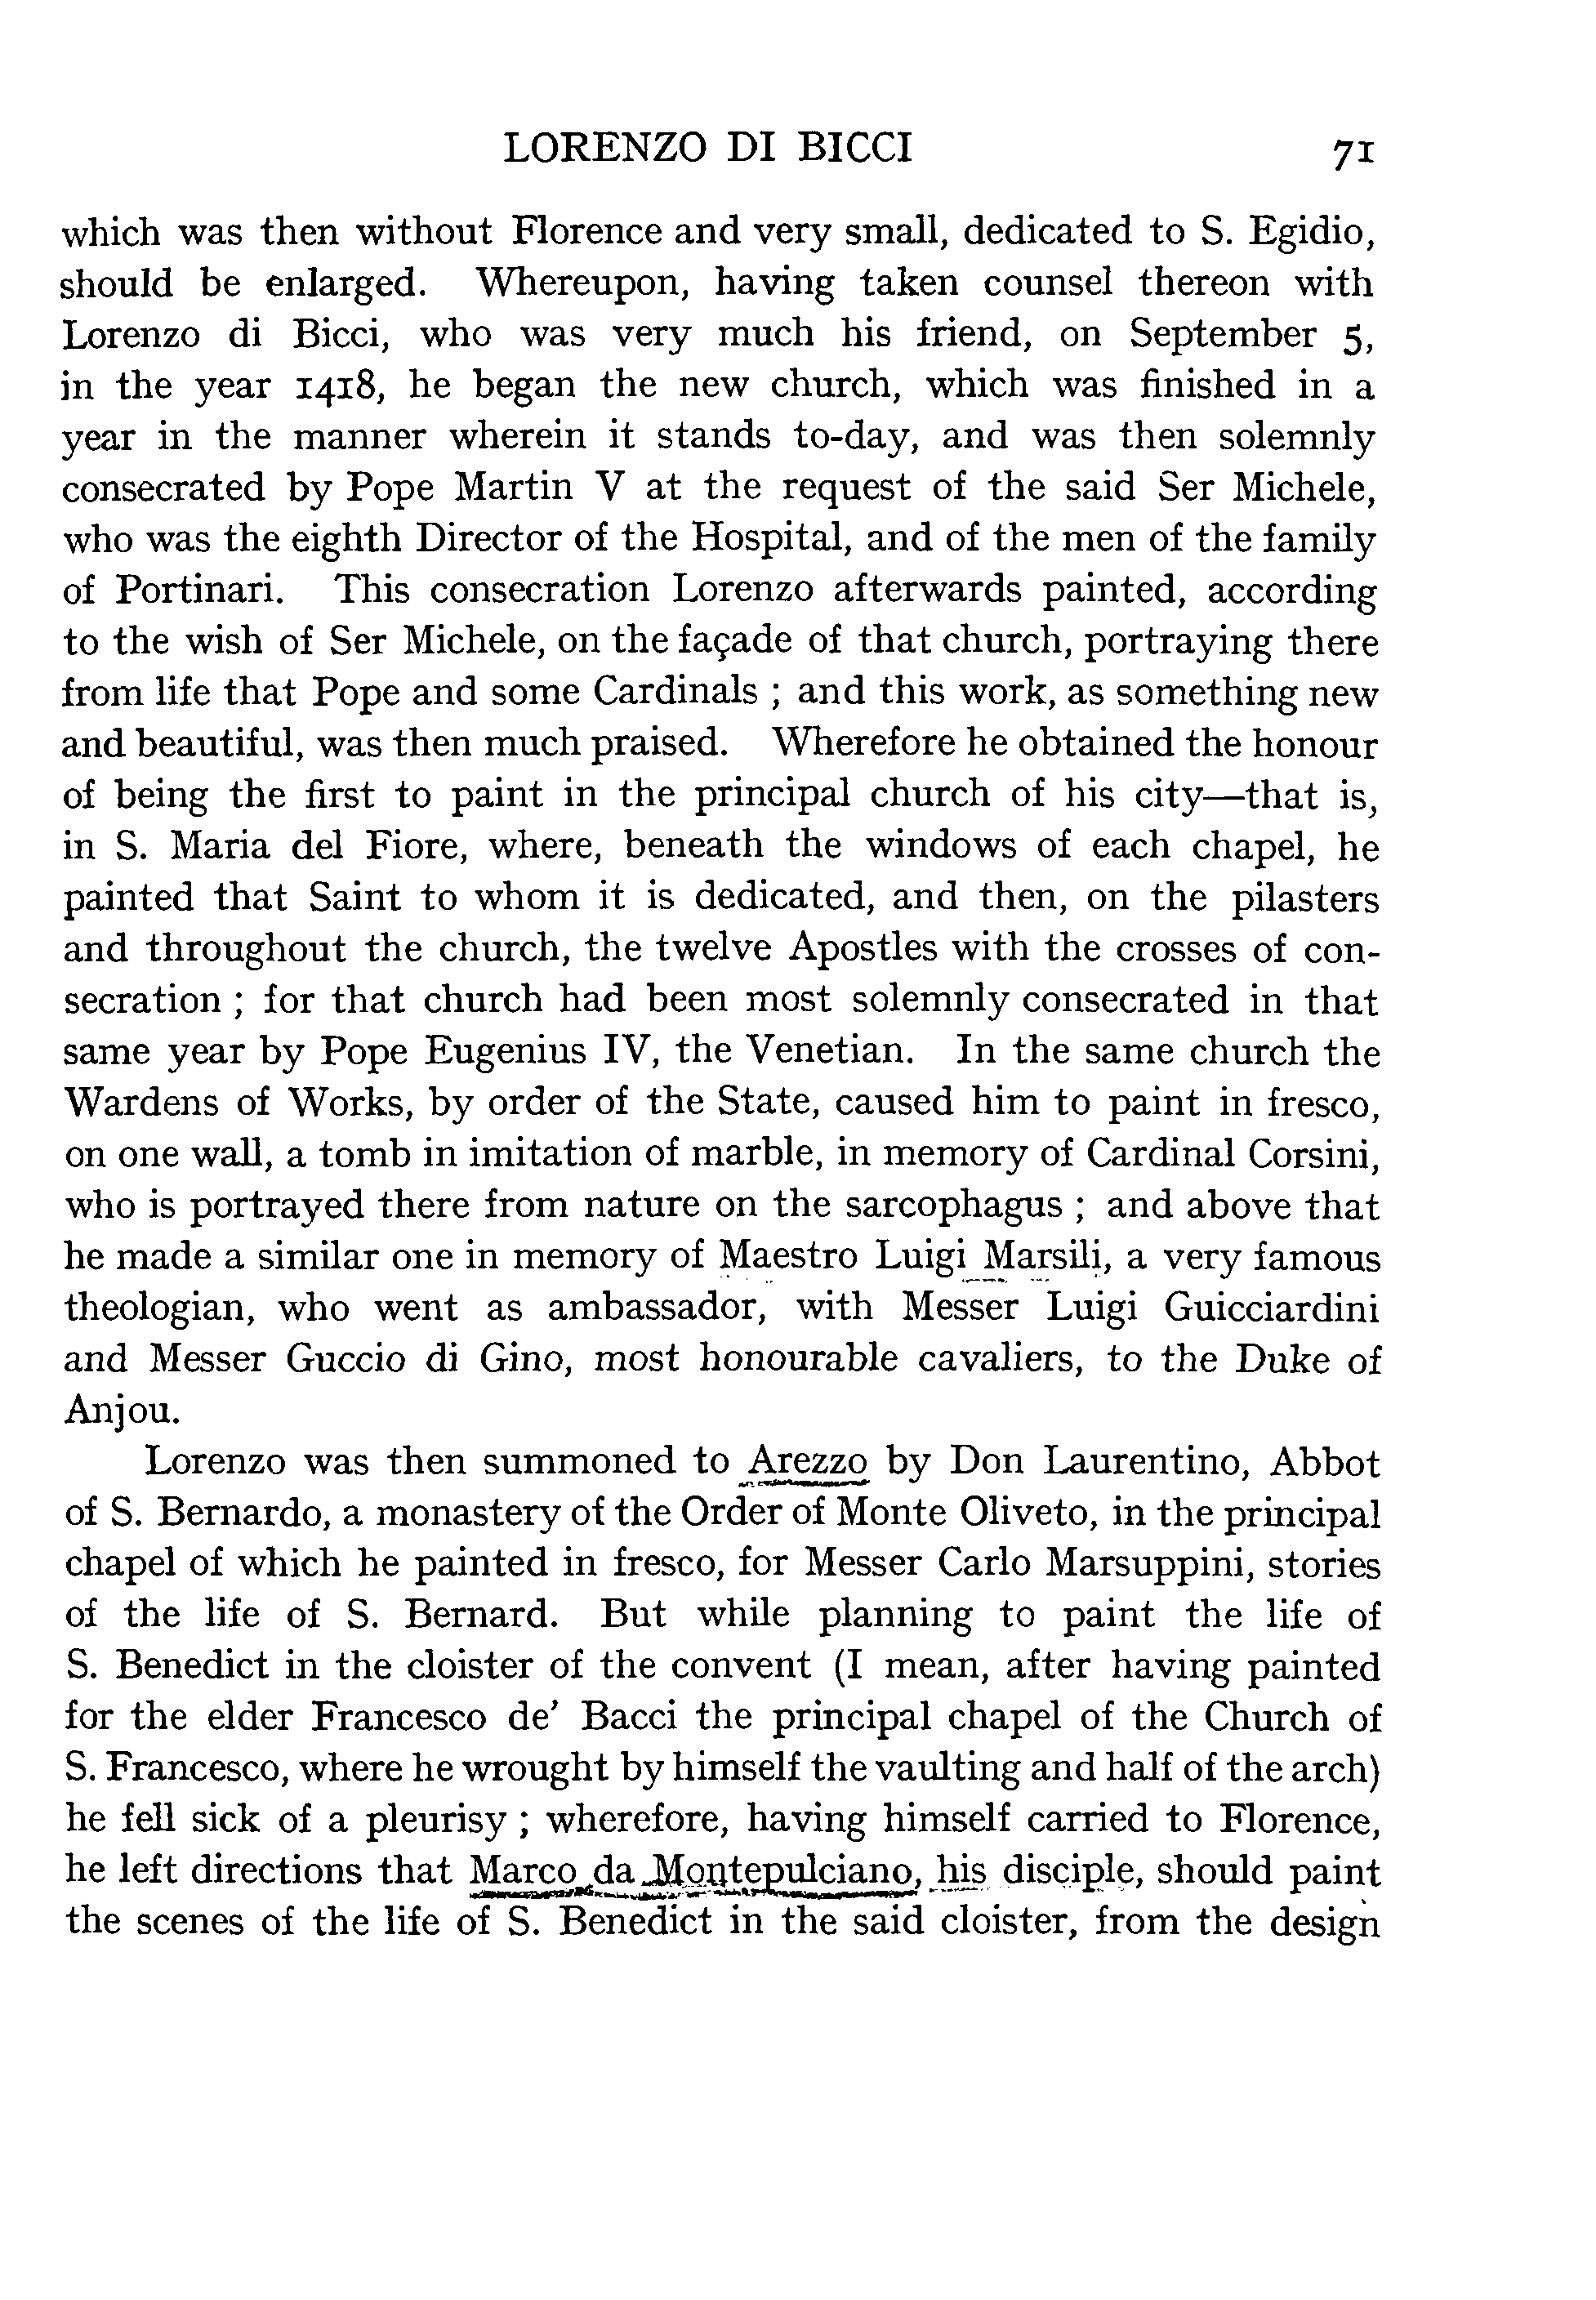 LORENZO DI BICCI 71
which was then without Florence and very small, dedicated to S. Egidio,
should be enlarged. Whereupon, having taken counsel thereon with
Lorenzo di Bicci, who was very much his friend, on September 5,
in the year 1418, he began the new church, which was finished in a
year in the manner wherein it stands to-day, and was then solemnly
consecrated by Pope Martin V at the request of the said Ser Michele,
who was the eighth Director of the Hospital, and of the men of the family
of Portinari. This consecration Lorenzo afterwards painted, according
to the wish of Ser Michele, on the façade of that church, portraying there
from life that Pope and some Cardinals ; and this work, as something new
and beautiful, was then much praised. Wherefore he obtained the honour
of being the first to paint in the principal church of his city—that is,
in S. Maria del Fiore, where, beneath the windows of each chapel, he
painted that Saint to whom it is dedicated, and then, on the pilasters
and throughout the church, the twelve Apostles with the crosses of con-
secration ; for that church had been most solemnly consecrated in that
same year by Pope Eugenius IV, the Venetian. In the same church the
Wardens of Works, by order of the State, caused him to paint in fresco,
on one wall, a tomb in imitation of marble, in memory of Cardinal Corsini,
who is portrayed there from nature on the sarcophagus ; and above that
he made a similar one in memory of Maestro Luigi Marsili, a very famous
theologian, who went as ambassador, with Messer Luigi Guicciardini
and Messer Guccio di Gino, most honourable cavaliers, to the Duke of
Anjou.
Lorenzo was then summoned to Arezzo by Don Laurentino, Abbot
of S. Bernardo, a monastery of the Order of Monte Oliveto, in the principal
chapel of which he painted in fresco, for Messer Carlo Marsuppini, stories
of the life of S. Bernard. But while planning to paint the life of
S. Benedict in the cloister of the convent (I mean, after having painted
for the elder Francesco de' Bacci the principal chapel of the Church of
S. Francesco, where he wrought by himself the vaulting and half of the arch)
he fell sick of a pleurisy ; wherefore, having himself carried to Florence,
he left directions that Marco da Montepulciano, his disciple, should paint
the scenes of the life of S. Benedict in the said cloister, from the design